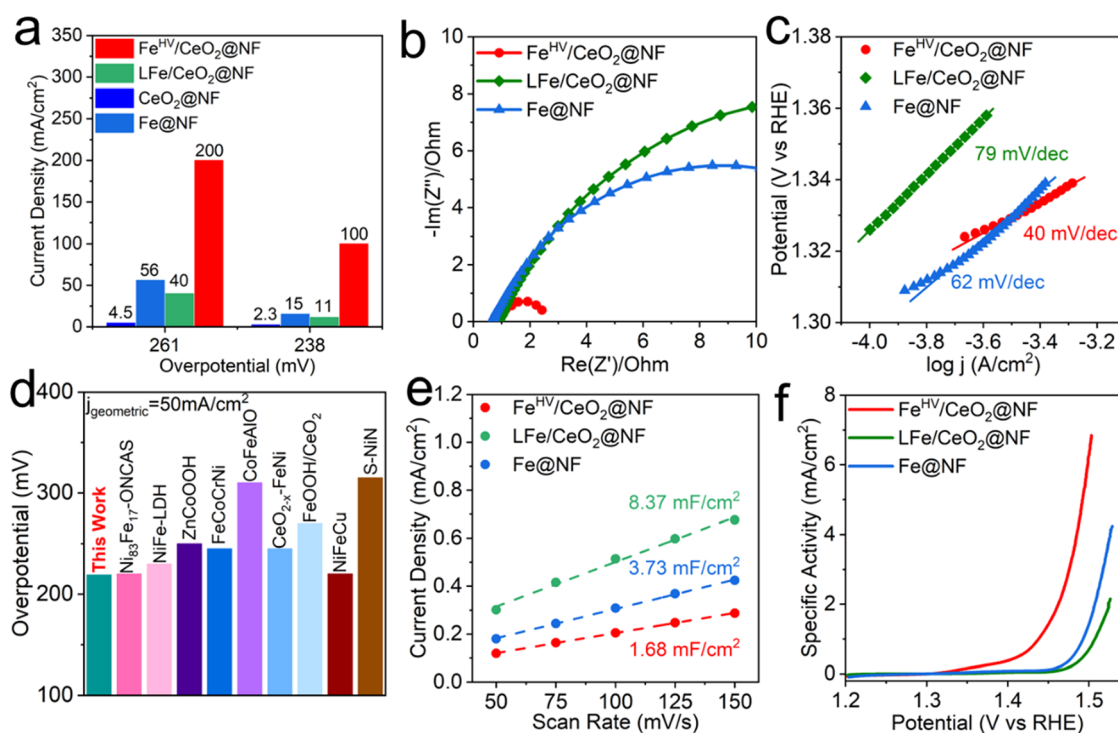 a
Current Density (mA/cm²)
350
300
250
200
150
100
50
0
Fe^HV/CeO₂@NF
LFe/CeO₂@NF
CeO₂@NF
Fe@NF
4.5
56
40
200
2.3
15
11
100
261
238
Overpotential (mV)
b
-Im(Z")/Ohm
10
8
6
4
2
0
Fe^HV/CeO₂@NF
LFe/CeO₂@NF
Fe@NF
0
2
4
6
8
10
Re(Z')/Ohm
c
Potential (V vs RHE)
1.38
1.36
1.34
1.32
1.30
Fe^HV/CeO₂@NF
LFe/CeO₂@NF
Fe@NF
79 mV/dec
40 mV/dec
62 mV/dec
-4.0
-3.8
-3.6
-3.4
-3.2
log j (A/cm²)
d
Overpotential (mV)
400
300
200
100
j_geometric=50mA/cm²
This Work
Ni₈₃Fe₁₇-ONCAS
NiFe-LDH
ZnCoOOH
FeCoCrNi
CoFeAlO
CeO₂₋ₓ-FeNi
FeOOH/CeO₂
NiFeCu
S-NiN
e
Current Density (mA/cm²)
1.2
1.0
0.8
0.6
0.4
0.2
0.0
Fe^HV/CeO₂@NF
LFe/CeO₂@NF
Fe@NF
8.37 mF/cm²
3.73 mF/cm²
1.68 mF/cm²
50
75
100
125
150
Scan Rate (mV/s)
f
Specific Activity (mA/cm²)
8
6
4
2
0
Fe^HV/CeO₂@NF
LFe/CeO₂@NF
Fe@NF
1.2
1.3
1.4
1.5
Potential (V vs RHE)